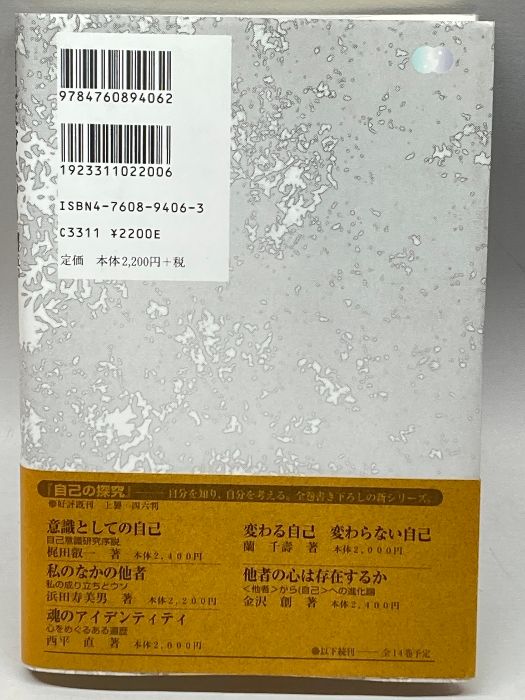 9784760894062
1923311022006
ISBN4-7608-9406-3
C3311 ¥2200E
定価 本体2,200円+税
『自己の探究』――自分を知り、自分を考える。全巻書き下ろしの新シリーズ。
●好評既刊 上製 四六判
意識としての自己
自己意識研究序説
梶田叡一 著 本体2,400円
私のなかの他者
私の成り立ちとウソ
浜田寿美男 著 本体2,200円
魂のアイデンティティ
心をめぐるある遍歴
西平 直 著 本体2,000円
変わる自己 変わらない自己
蘭 千壽 著 本体2,000円
他者の心は存在するか
<他者>から<自己>への進化論
金沢 創 著 本体2,400円
●以下続刊――全14巻予定